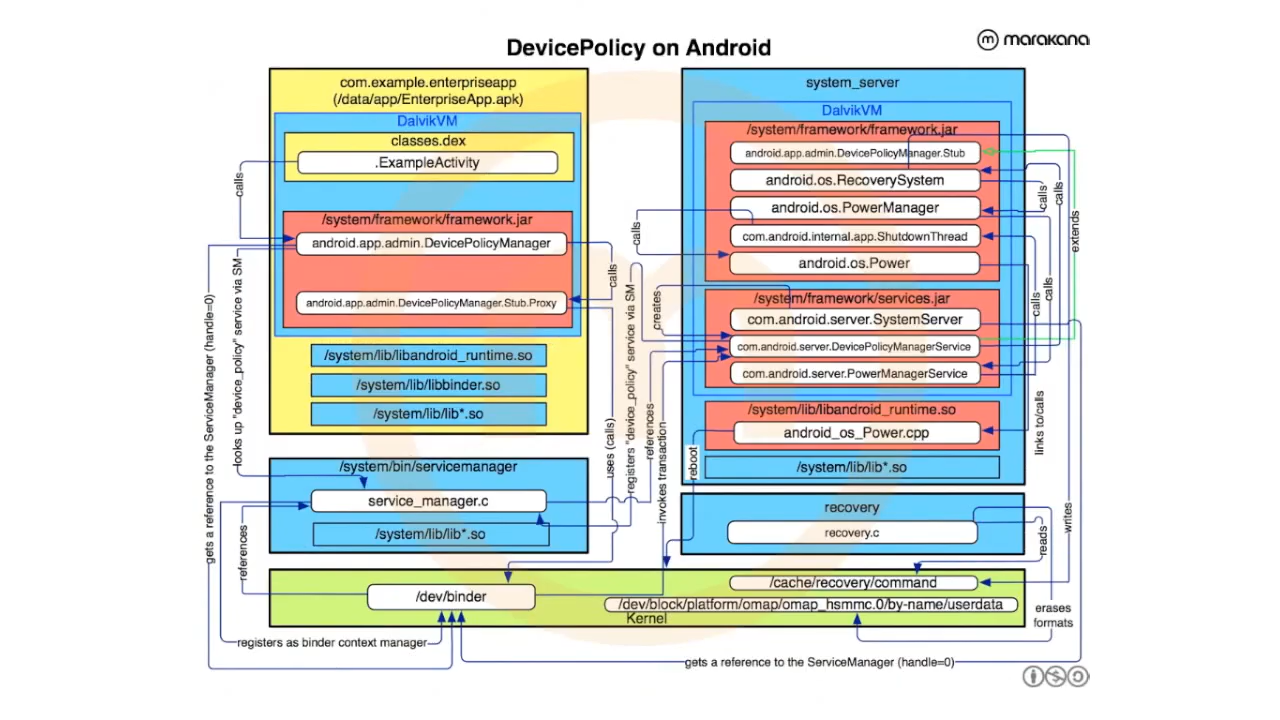 DevicePolicy on Android
marakana
com.example.enterpriseapp
(/data/app/EnterpriseApp.apk)
DalvikVM
classes.dex
.ExampleActivity
calls
/system/framework/framework.jar
android.app.admin.DevicePolicyManager
calls
android.app.admin.DevicePolicyManager.Stub.Proxy
/system/lib/libandroid_runtime.so
/system/lib/libbinder.so
/system/lib/lib*.so
gets a reference to the ServiceManager (handle=0)
looks up "device_policy" service via SM
/system/bin/servicemanager
service_manager.c
/system/lib/lib*.so
references
uses (calls)
registers "device_policy" service via SM
references
invokes transaction
creates
calls
reboot
system_server
DalvikVM
/system/framework/framework.jar
android.app.admin.DevicePolicyManager.Stub
android.os.RecoverySystem
android.os.PowerManager
com.android.internal.app.ShutdownThread
android.os.Power
/system/framework/services.jar
com.android.server.SystemServer
com.android.server.DevicePolicyManagerService
com.android.server.PowerManagerService
/system/lib/libandroid_runtime.so
android_os_Power.cpp
/system/lib/lib*.so
calls
calls
extends
calls
calls
links to/calls
recovery
recovery.c
reads
writes
/dev/binder
/cache/recovery/command
/dev/block/platform/omap/omap_hsmmc.0/by-name/userdata
Kernel
erases
formats
registers as binder context manager
gets a reference to the ServiceManager (handle=0)